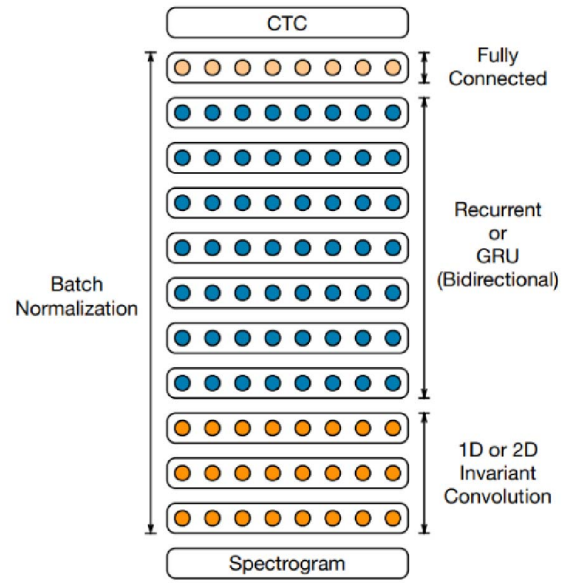 CTC
Fully
Connected
Recurrent
or
GRU
(Bidirectional)
Batch
Normalization
1D or 2D
Invariant
Convolution
Spectrogram